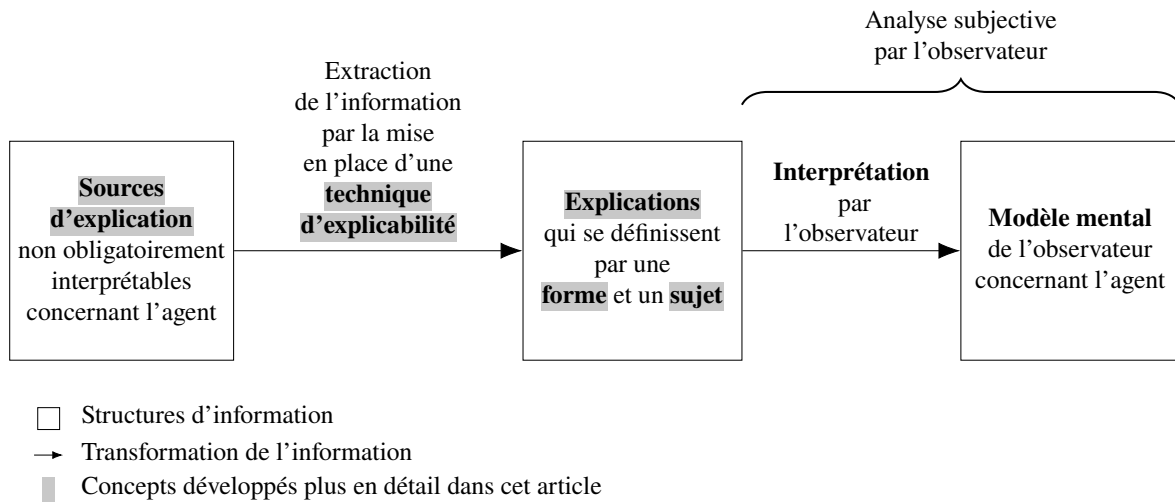 Analyse subjective
par l'observateur
Extraction
de l'information
par la mise
en place d'une
technique
d'explicabilité
Sources
d'explication
non obligatoirement
interprétables
concernant l'agent
Explications
qui se définissent
par une
forme et un sujet
Interprétation
par
l'observateur
Modèle mental
de l'observateur
concernant l'agent
Structures d'information
Transformation de l'information
Concepts développés plus en détail dans cet article